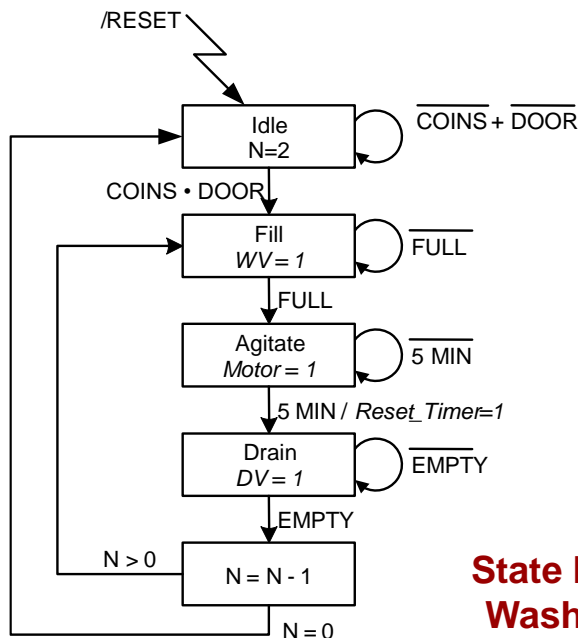 /RESET
Idle
N=2
COINS + DOOR
COINS • DOOR
Fill
WV = 1
FULL
FULL
Agitate
Motor = 1
5 MIN
5 MIN / Reset_Timer=1
Drain
DV = 1
EMPTY
EMPTY
N > 0
N = N - 1
N = 0
State
Wash